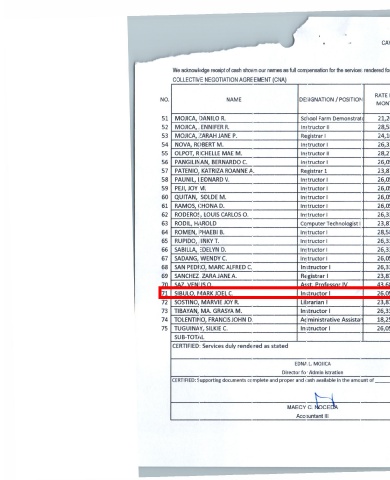 CA
We acknowledge receipt of cash shown our names as full compensation for the services rendered fo
COLLECTIVE NEGOTIATION AGREEMENT (CNA)
NO. NAME DESIGNATION / POSITION RATE
MONT
51 MOJICA, DANILO R. School Farm Demonstrat 21,2
52 MOJICA, JENNIFER R. Instructor II 28,5
53 MOJICA, ZARAH JANE P. Registrar I 24,1
54 NOVA, ROBERT M. Instructor I 26,3
55 OLPOT, RICHELLE MAE M. Instructor II 28,2
56 PANGILINAN, BERNARDO C. Instructor I 26,0
57 PATENIO, KATRIZA ROANNE A. Registrar 1 23,8
58 PAUNIL, LEONARD V. Instructor I 26,0
59 PEJI, JOY M. Instructor I 26,0
60 QUITAN, SOLDE M. Instructor I 26,0
61 RAMOS, CHONA D. Instructor I 26,0
62 RODEROS, LOUIS CARLOS O. Instructor I 26,3
63 RODIL, HAROLD Computer Technologist I 23,8
64 ROMEN, PHAEBI B. Instructor I 28,5
65 RUPIDO, JINKY T. Instructor I 26,3
66 SABILLA, EDELYN D. Instructor I 26,3
67 SADANG, WENDY C. Instructor I 26,0
68 SAN PEDRO, MARC ALFRED C. Instructor I 26,3
69 SANCHEZ, ZARA JANE A. Registrar I 23,8
70 SAZ, VENUS O. Asst. Professor IV 43,6
71 SIBULO, MARK JOEL C. Instructor I 26,0
72 SOSTINO, MARVIE JOY R. Librarian I 23,8
73 TIBAYAN, MA. GRASYA M. Instructor I 26,3
74 TOLENTINO, FRANCIS JOHN D. Administrative Assistan 18,2
75 TUGUINAY, SILKIE C. Instructor I 26,0
SUB-TOTAL
CERTIFIED: Services duly rendered as stated
EDNA L. MOJICA
Director for Administration
CERTIFIED: Supporting documents complete and proper and cash available in the amount of
MARCY C. NOCEDA
Accountant III